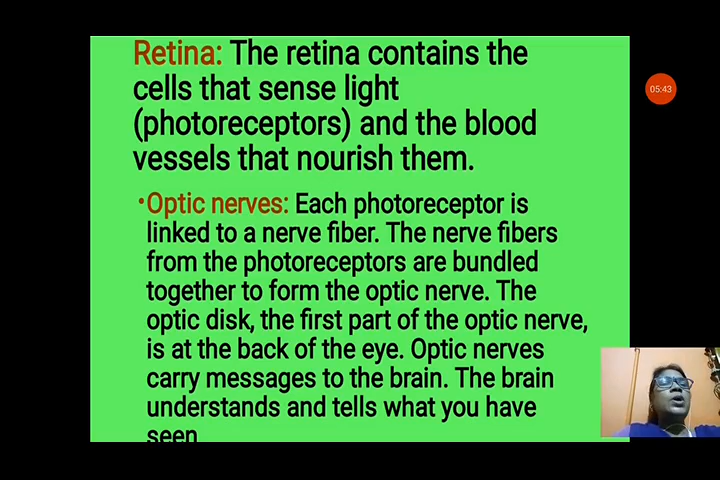 Retina: The retina contains the
cells that sense light
(photoreceptors) and the blood
vessels that nourish them.
•Optic nerves: Each photoreceptor is
linked to a nerve fiber. The nerve fibers
from the photoreceptors are bundled
together to form the optic nerve. The
optic disk, the first part of the optic nerve,
is at the back of the eye. Optic nerves
carry messages to the brain. The brain
understands and tells what you have
seen
05:43